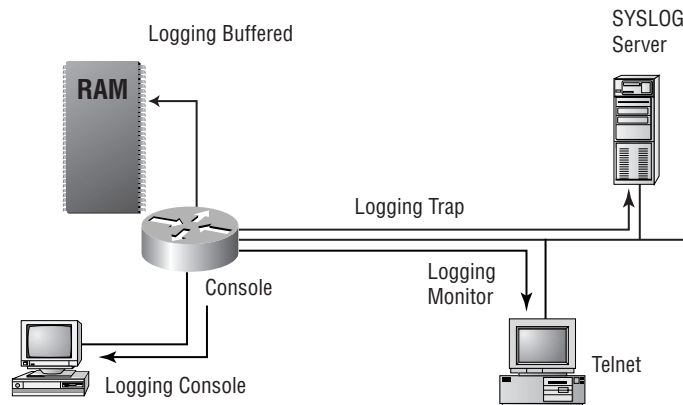 SYSLOG
Server
Logging Buffered
RAM
Logging Trap
Logging
Monitor
Console
Telnet
Logging Console